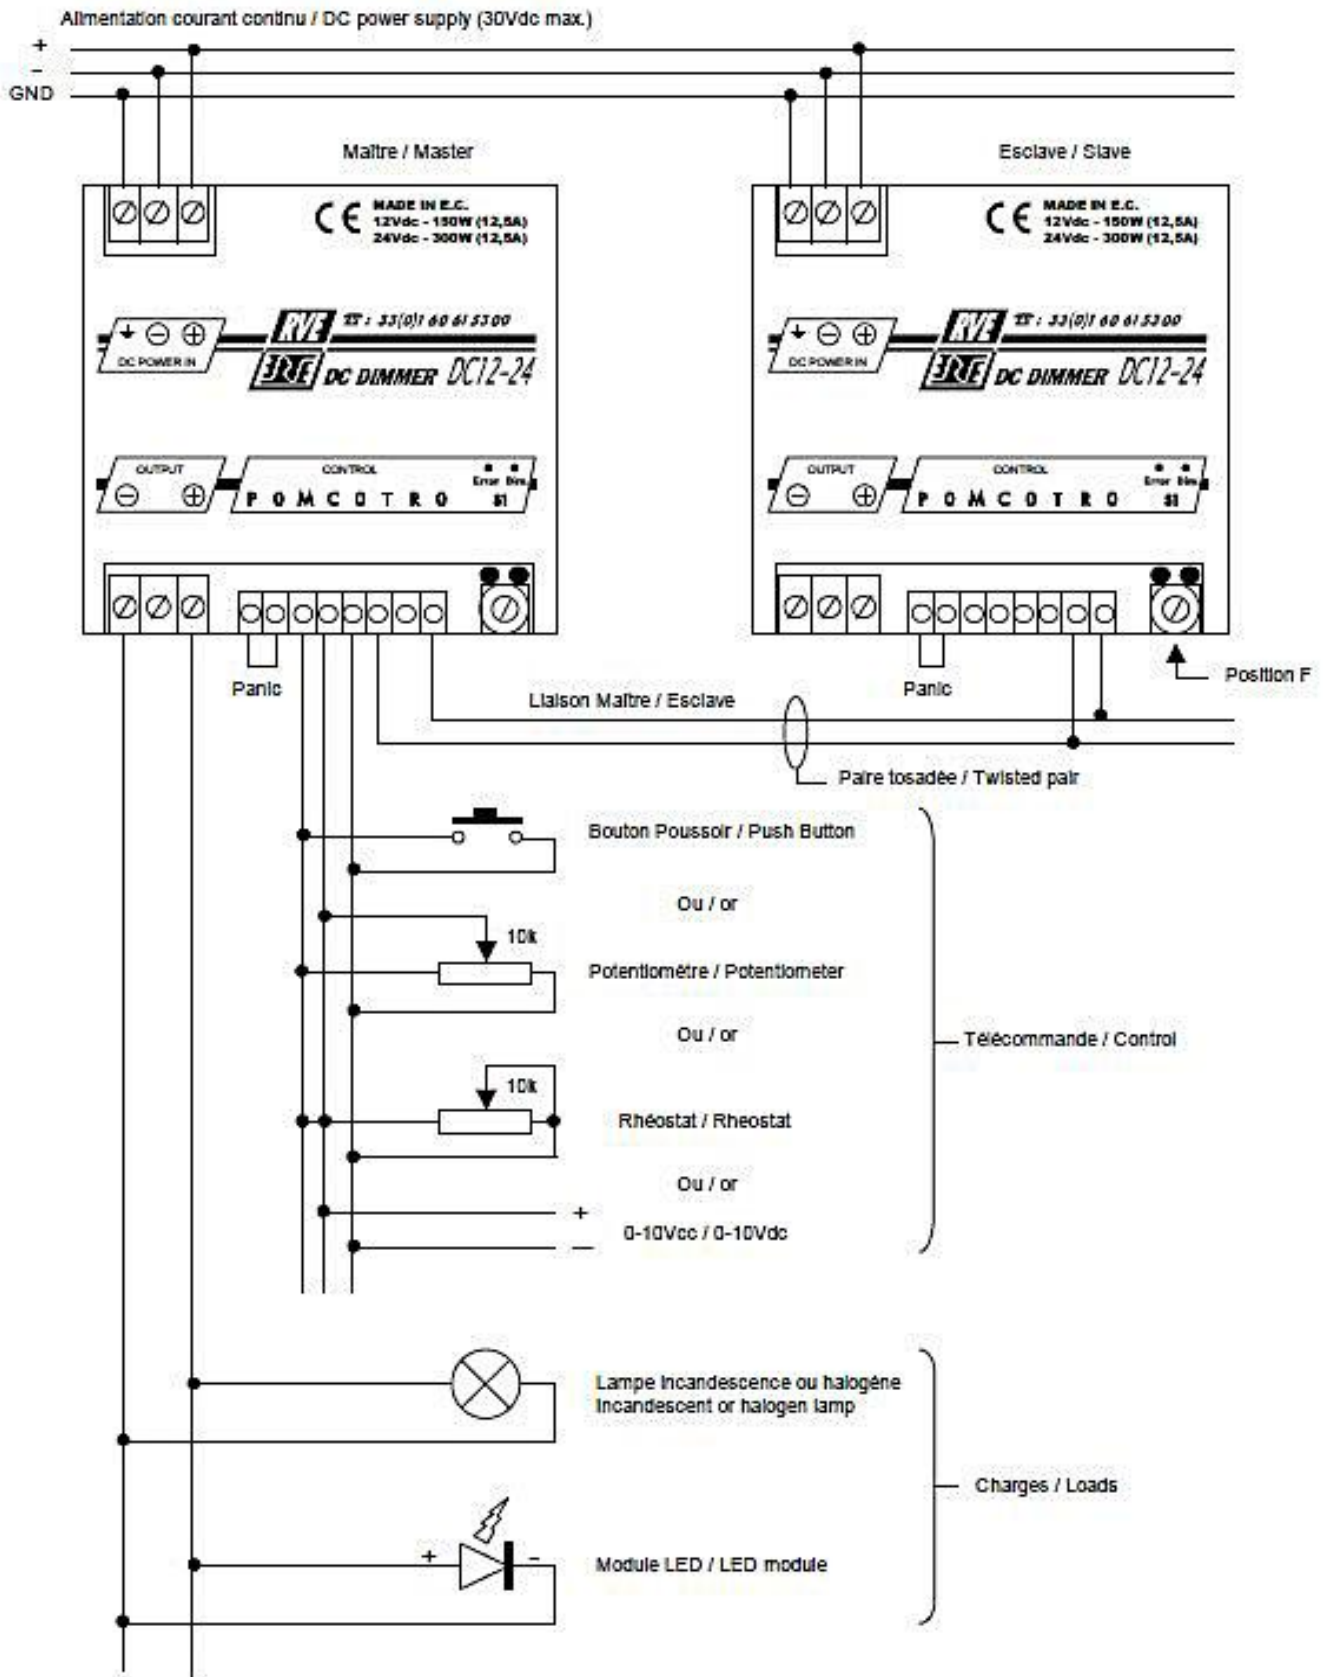 Alimentation courant continu / DC power supply (30Vdc max.)
+
-
GND
Maître / Master
Esclave / Slave
CE MADE IN E.C.
12Vdc - 150W (12,5A)
24Vdc - 300W (12,5A)
CE MADE IN E.C.
12Vdc - 150W (12,5A)
24Vdc - 300W (12,5A)
DC POWER IN
RVE ☎ : 33(0)1 60 61 53 00
DC DIMMER DC12-24
DC POWER IN
RVE ☎ : 33(0)1 60 61 53 00
DC DIMMER DC12-24
OUTPUT
CONTROL
Error Dim.
P 0 M C 0 T R 0 S1
OUTPUT
CONTROL
Error Dim.
P 0 M C 0 T R 0 S1
Panic
Panic
Position F
Liaison Maître / Esclave
Paire tosadée / Twisted pair
Bouton Poussoir / Push Button
Ou / or
10k
Potentiomètre / Potentiometer
Ou / or
Télécommande / Control
10k
Rhéostat / Rheostat
Ou / or
+
0-10Vcc / 0-10Vdc
—
Lampe Incandescence ou halogène
Incandescent or halogen lamp
Charges / Loads
+ -
Module LED / LED module